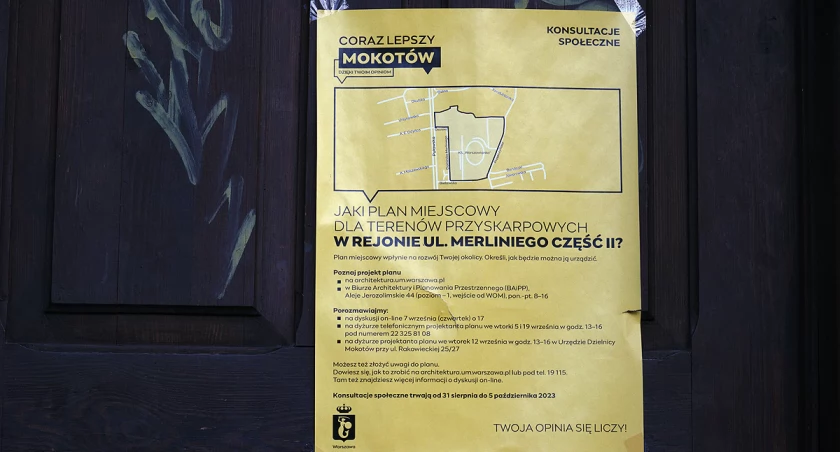 CORAZ LEPSZY
MOKOTÓW
DZIĘKI TWOIM OPINIOM
KONSULTACJE
SPOŁECZNE
JAKI PLAN MIEJSCOWY
DLA TERENÓW PRZYSKARPOWYCH
W REJONIE UL. MERLINIEGO CZĘŚĆ II?
Plan miejscowy wpłynie na rozwój Twojej okolicy. Określi, jak będzie można ją urządzić.
Poznaj projekt planu
na architektura.um.warszawa.pl
w Biurze Architektury i Planowania Przestrzennego (BAiPP),
Aleje Jerozolimskie 44 (poziom – 1, wejście od WOM), pon.-pt. 8–16
Porozmawiajmy:
na dyskusji on-line 7 września (czwartek) o 17
na dyżurze telefonicznym projektanta planu we wtorki 5 i 19 września w godz. 13–16
pod numerem 22 325 81 08
na dyżurze projektanta planu we wtorek 12 września w godz. 13–16 w Urzędzie Dzielnicy
Mokotów przy ul. Rakowieckiej 25/27
Możesz też złożyć uwagi do planu.
Dowiesz się, jak to zrobić na architektura.um.warszawa.pl lub pod tel. 19 115.
Tam też znajdziesz więcej informacji o dyskusji on-line.
Konsultacje społeczne trwają od 31 sierpnia do 5 października 2023
Warszawa
TWOJA OPINIA SIĘ LICZY!